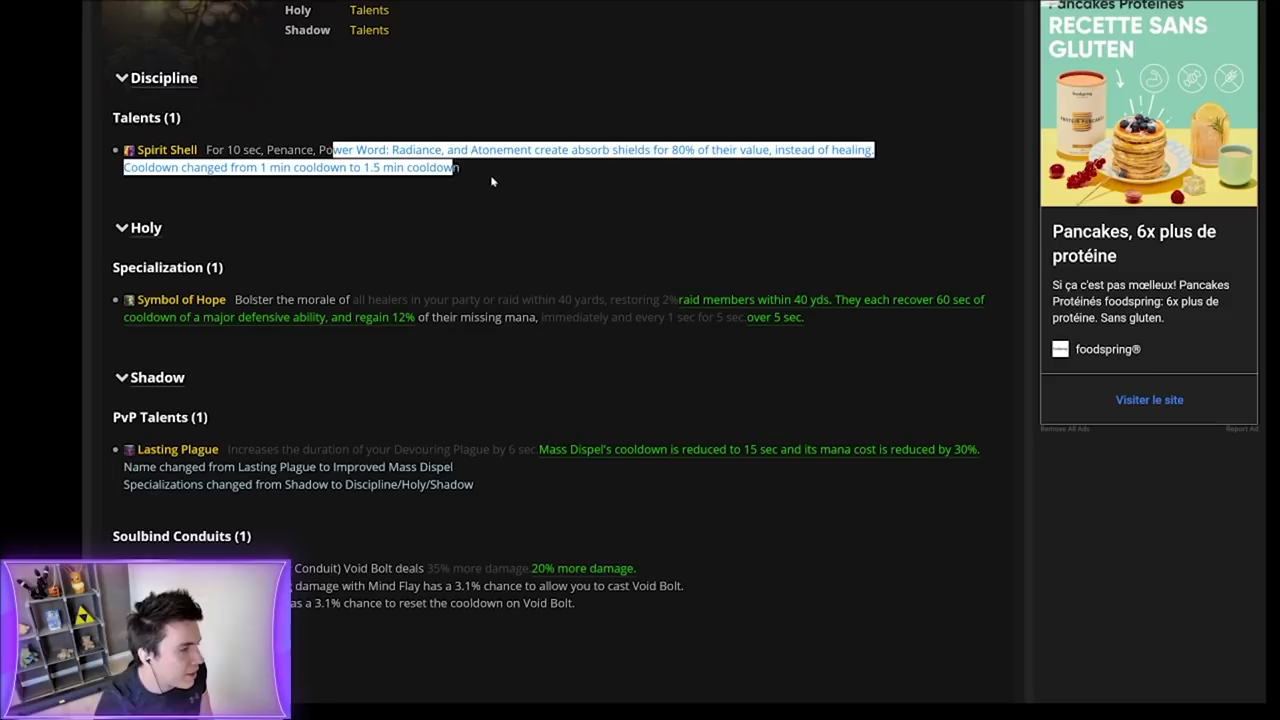 Holy Talents
Shadow Talents
Discipline
Talents (1)
Spirit Shell For 10 sec, Penance, Power Word: Radiance, and Atonement create absorb shields for 80% of their value, instead of healing.
Cooldown changed from 1 min cooldown to 1.5 min cooldown
Holy
Specialization (1)
Symbol of Hope Bolster the morale of all healers in your party or raid within 40 yards, restoring 2%raid members within 40 yds. They each recover 60 sec of
cooldown of a major defensive ability, and regain 12% of their missing mana, immediately and every 1 sec for 5 sec.over 5 sec.
Shadow
PvP Talents (1)
Lasting Plague Increases the duration of your Devouring Plague by 6 sec.Mass Dispel's cooldown is reduced to 15 sec and its mana cost is reduced by 30%.
Name changed from Lasting Plague to Improved Mass Dispel
Specializations changed from Shadow to Discipline/Holy/Shadow
Soulbind Conduits (1)
Conduit) Void Bolt deals 35% more damage.20% more damage.
damage with Mind Flay has a 3.1% chance to allow you to cast Void Bolt.
as a 3.1% chance to reset the cooldown on Void Bolt.
Pancakes Protéinés
RECETTE SANS
GLUTEN
Pancakes, 6x plus de
protéine
Si ça c'est pas mœlleux! Pancakes
Protéinés foodspring: 6x plus de
protéine. Sans gluten.
foodspring®
Visiter le site
Remove All Ads Report Ad